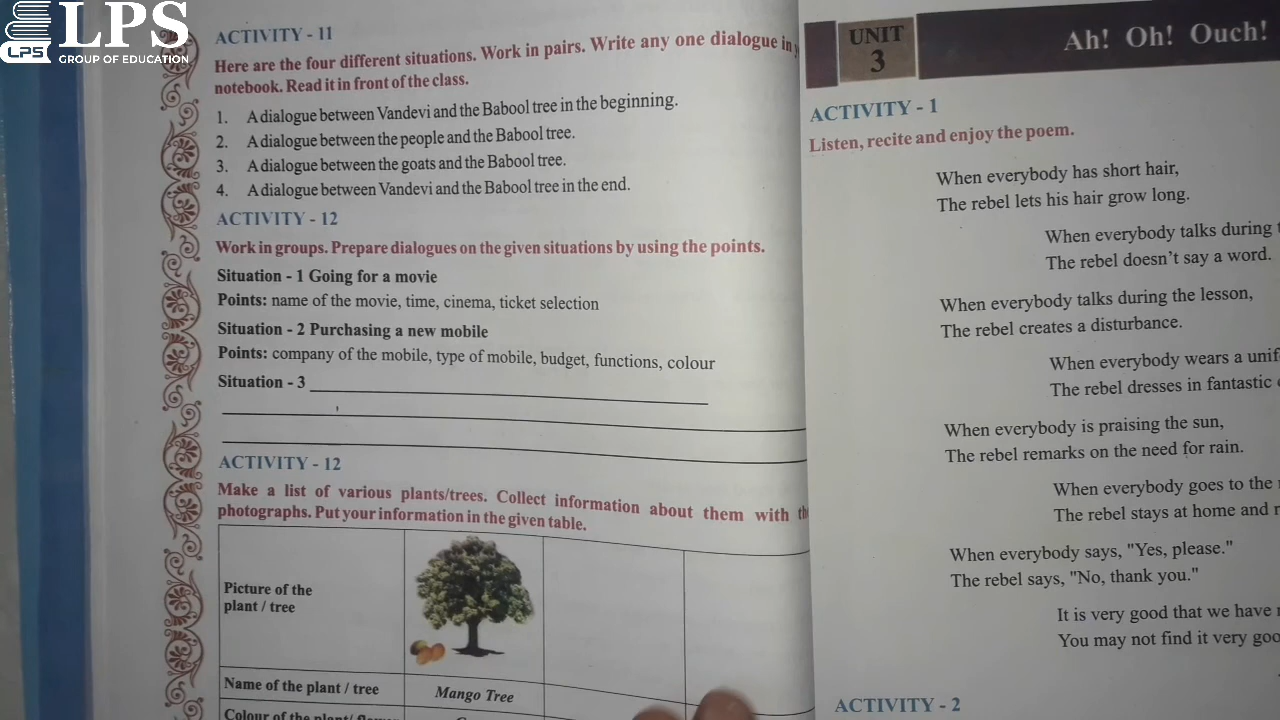 LPS
LPS
GROUP OF EDUCATION
ACTIVITY - 11
Here are the four different situations. Work in pairs. Write any one dialogue in
notebook. Read it in front of the class.
1. A dialogue between Vandevi and the Babool tree in the beginning.
2. A dialogue between the people and the Babool tree.
3. A dialogue between the goats and the Babool tree.
4. A dialogue between Vandevi and the Babool tree in the end.
ACTIVITY - 12
Work in groups. Prepare dialogues on the given situations by using the points.
Situation - 1 Going for a movie
Points: name of the movie, time, cinema, ticket selection
Situation - 2 Purchasing a new mobile
Points: company of the mobile, type of mobile, budget, functions, colour
Situation - 3
ACTIVITY - 12
Make a list of various plants/trees. Collect information about them with
photographs. Put your information in the given table.
Picture of the
plant / tree
Name of the plant / tree Mango Tree
Colour of the plant/
UNIT
3
Ah! Oh! Ouch!
ACTIVITY - 1
Listen, recite and enjoy the poem.
When everybody has short hair,
The rebel lets his hair grow long.
When everybody talks during
The rebel doesn't say a word.
When everybody talks during the lesson,
The rebel creates a disturbance.
When everybody wears a
The rebel dresses in fantastic
When everybody is praising the sun,
The rebel remarks on the need for rain.
When everybody goes to the
The rebel stays at home and
When everybody says, "Yes, please."
The rebel says, "No, thank you."
It is very good that we have
You may not find it very
ACTIVITY - 2